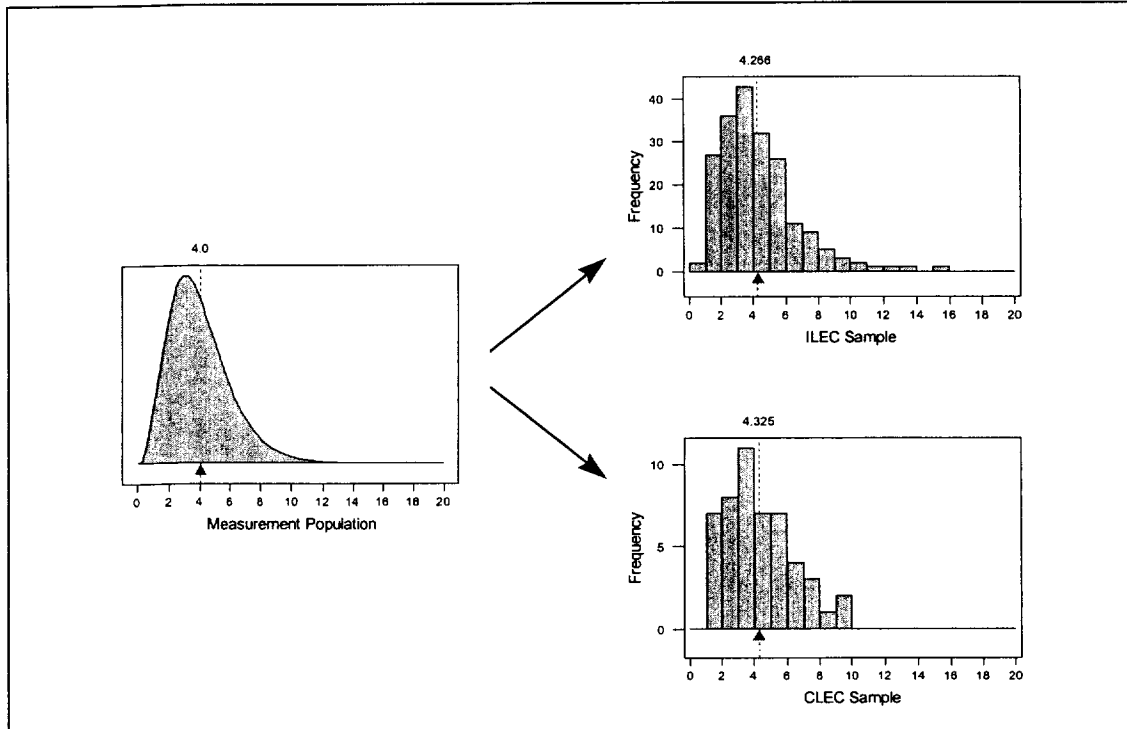 4.0
0 2 4 6 8 10 12 14 16 18 20
Measurement Population
4.266
Frequency
40
30
20
10
0
0 2 4 6 8 10 12 14 16 18 20
ILEC Sample
4.325
Frequency
10
5
0
0 2 4 6 8 10 12 14 16 18 20
CLEC Sample